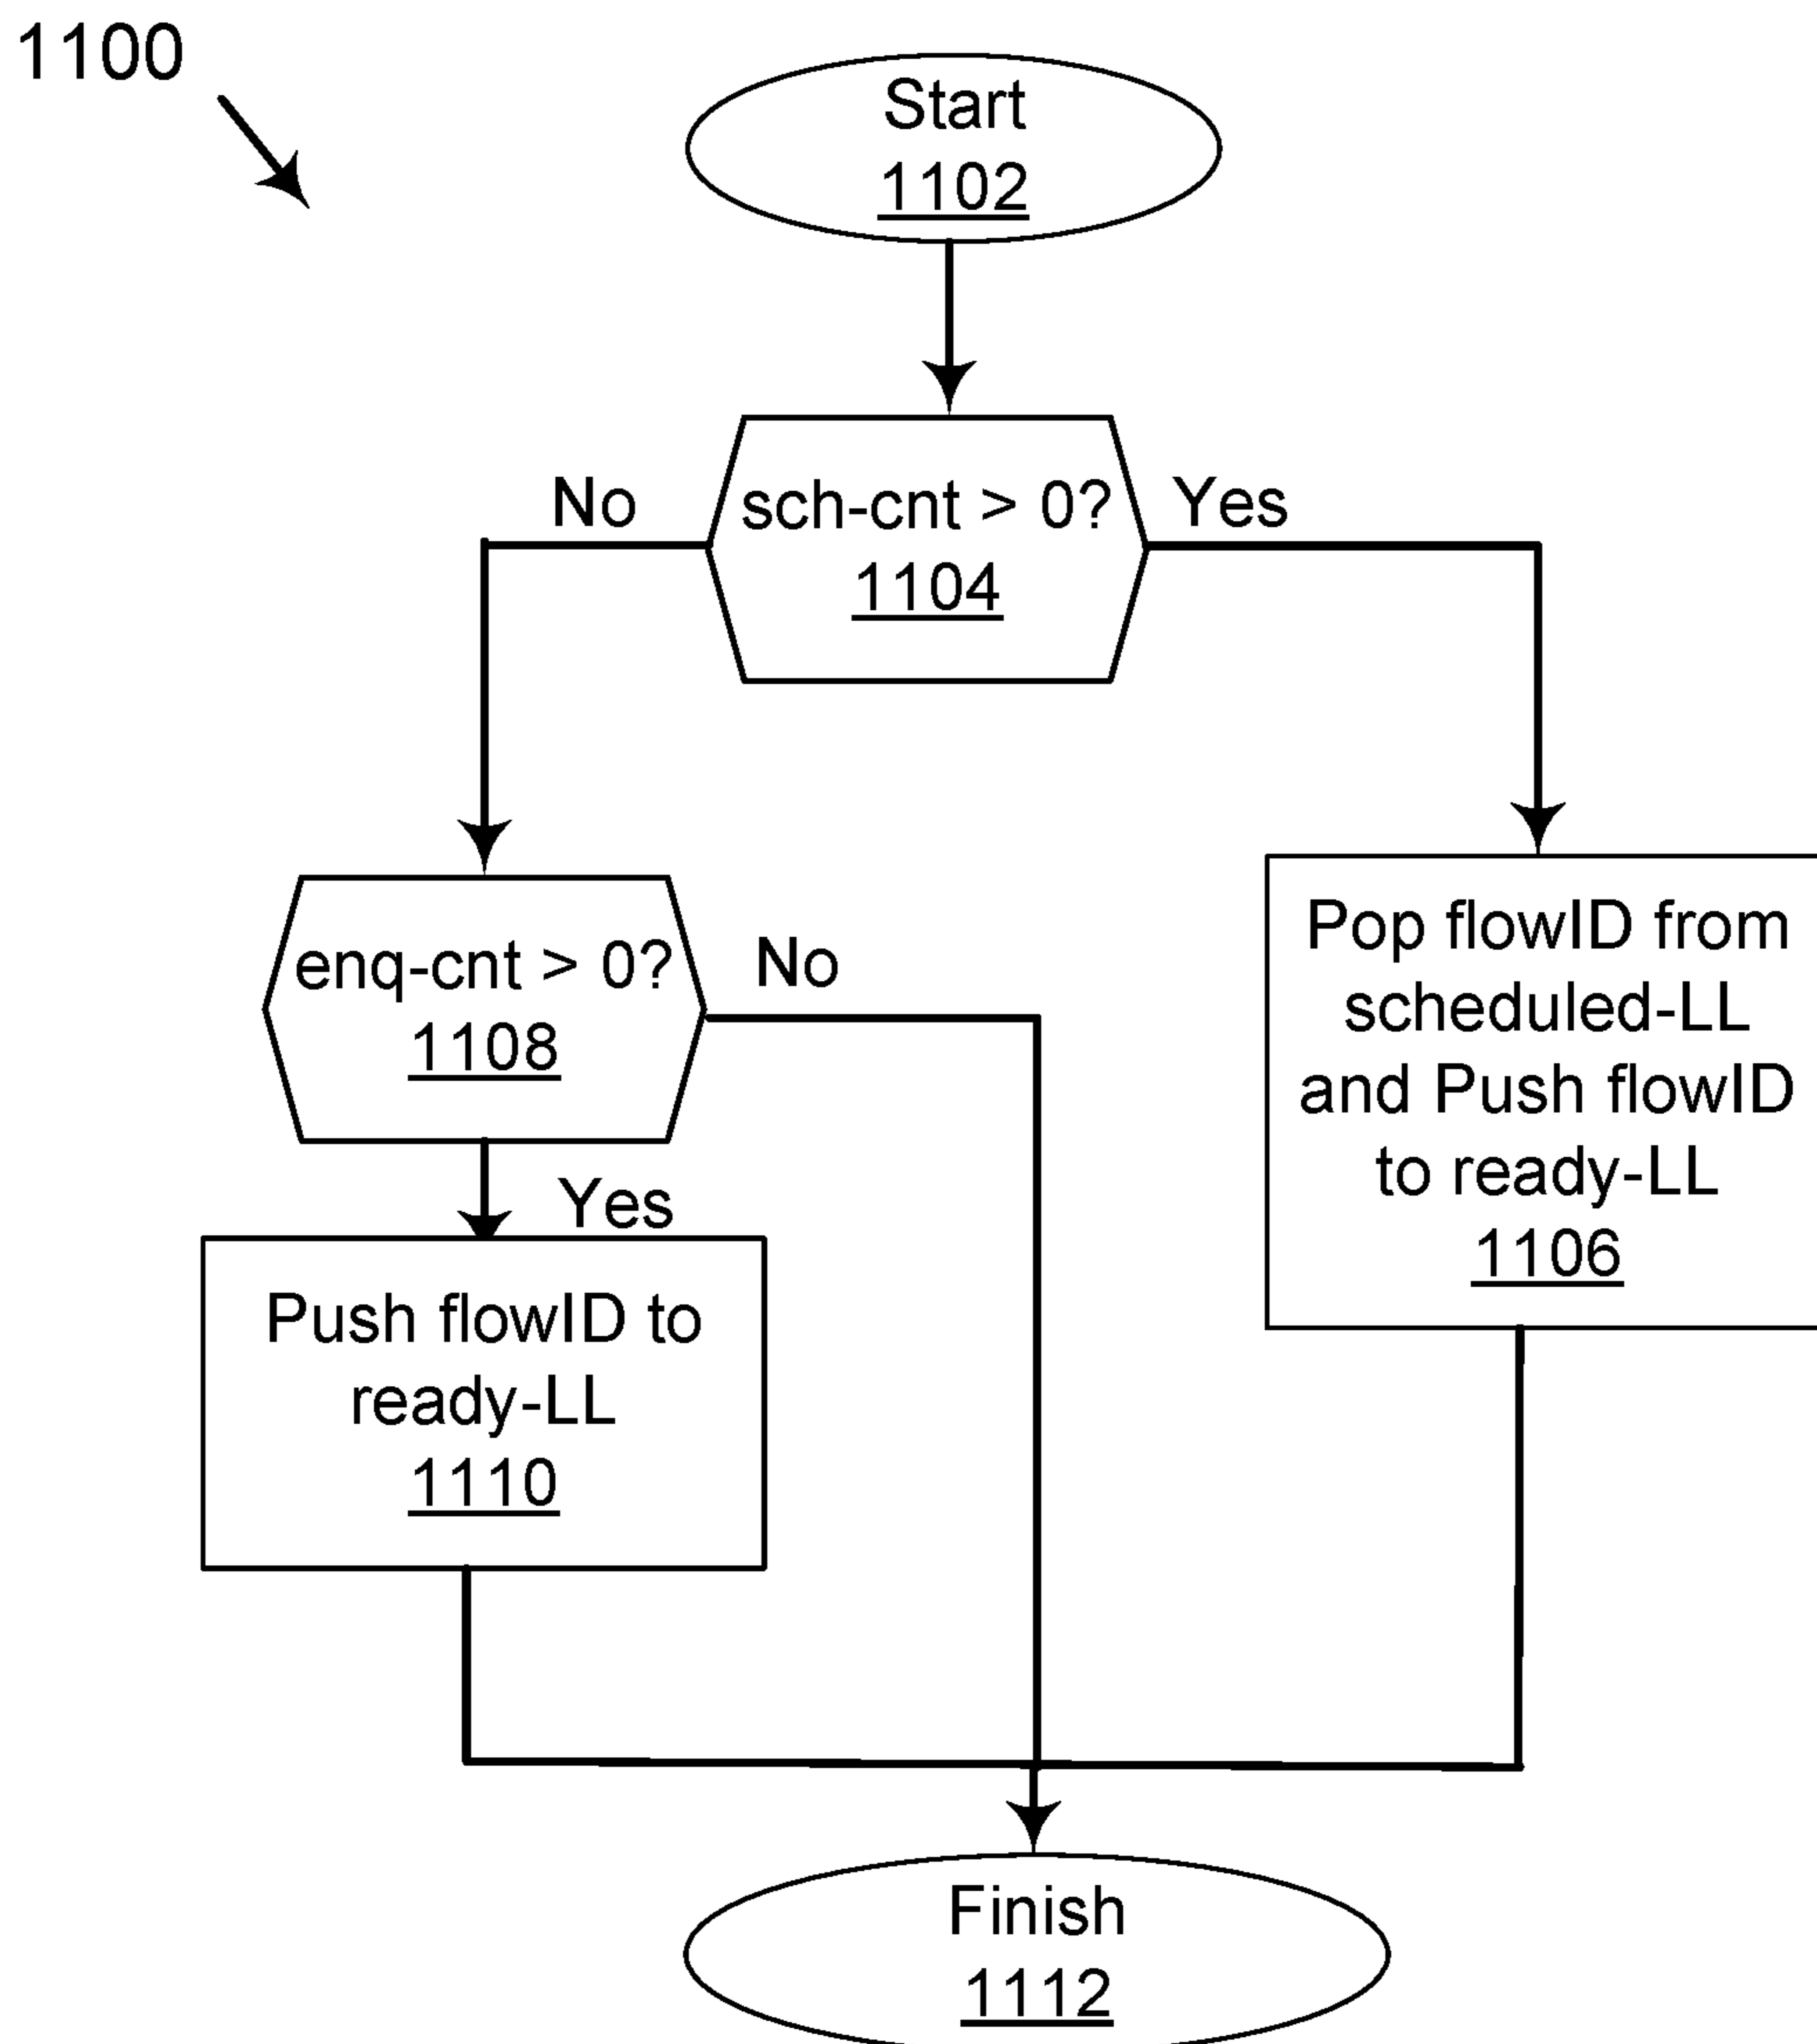 1100
Start
1102
No
sch-cnt > 0?
Yes
1104
enq-cnt > 0?
No
1108
Yes
Pop flowID from
scheduled-LL
and Push flowID
to ready-LL
1106
Push flowID to
ready-LL
1110
Finish
1112